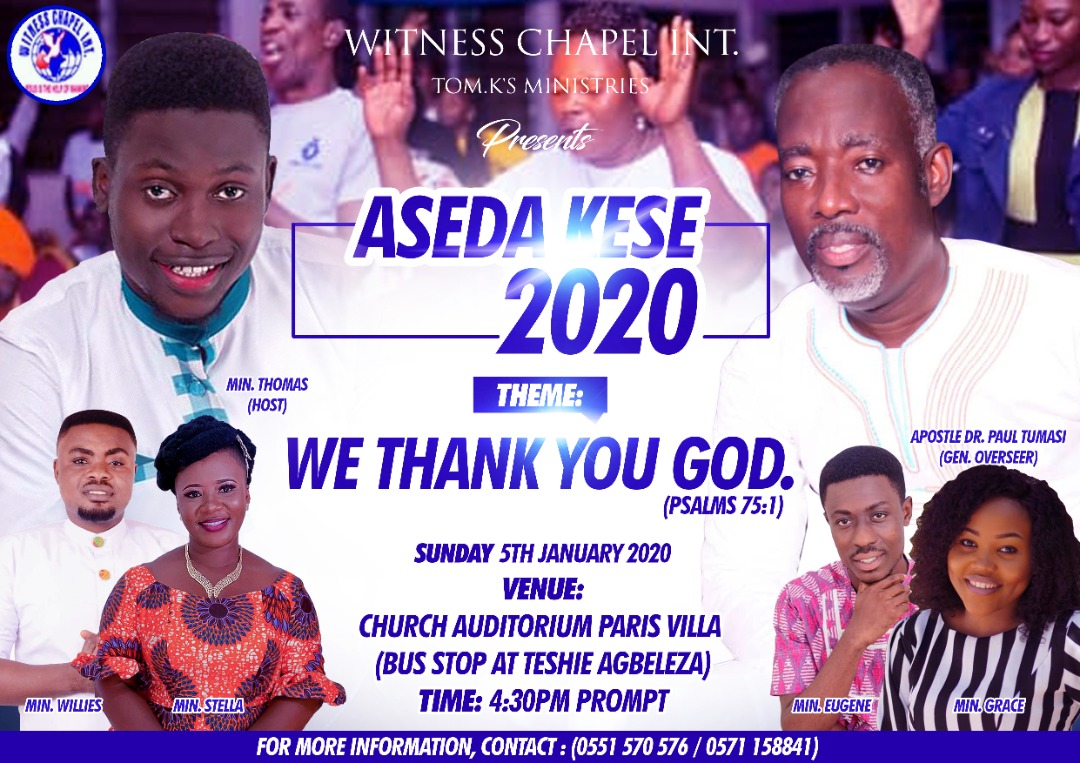 WITNESS CHAPEL INT.
WITNESS CHAPEL INT.
TOM.K'S MINISTRIES
Presents
ASEDA KESE
2020
MIN. THOMAS
(HOST)
THEME:
WE THANK YOU GOD.
(PSALMS 75:1)
APOSTLE DR. PAUL TUMASI
(GEN. OVERSEER)
SUNDAY 5TH JANUARY 2020
VENUE:
CHURCH AUDITORIUM PARIS VILLA
(BUS STOP AT TESHIE AGBELEZA)
TIME: 4:30PM PROMPT
MIN. WILLIES
MIN. STELLA
MIN. EUGENE
MIN. GRACE
FOR MORE INFORMATION, CONTACT : (0551 570 576 / 0571 158841)